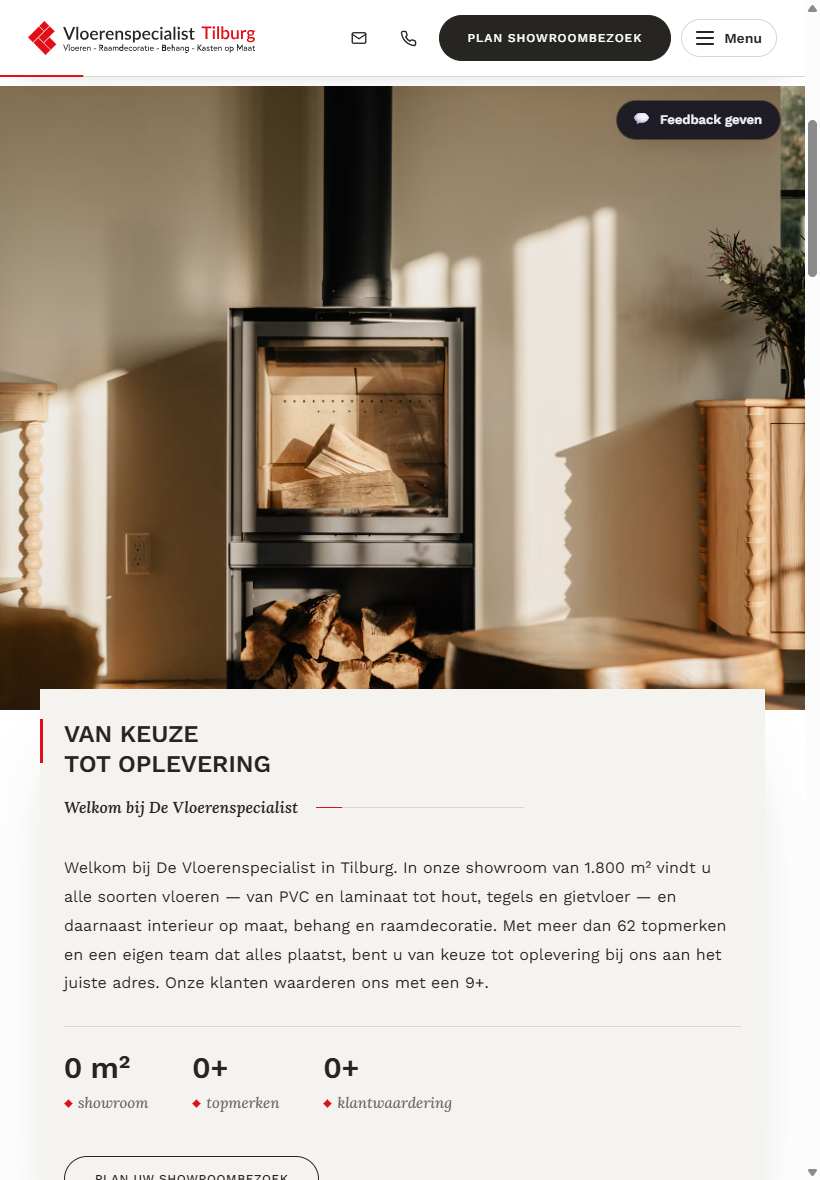 Vloerenspecialist Tilburg
Vloeren - Raamdecoratie - Behang - Kasten op Maat
PLAN SHOWROOMBEZOEK
Menu
Feedback geven
VAN KEUZE
TOT OPLEVERING
Welkom bij De Vloerenspecialist
Welkom bij De Vloerenspecialist in Tilburg. In onze showroom van 1.800 m² vindt u
alle soorten vloeren — van PVC en laminaat tot hout, tegels en gietvloer — en
daarnaast interieur op maat, behang en raamdecoratie. Met meer dan 62 topmerken
en een eigen team dat alles plaatst, bent u van keuze tot oplevering bij ons aan het
juiste adres. Onze klanten waarderen ons met een 9+.
0 m² 0+ 0+
showroom topmerken klantwaardering
PLAN UW SHOWROOMBEZOEK